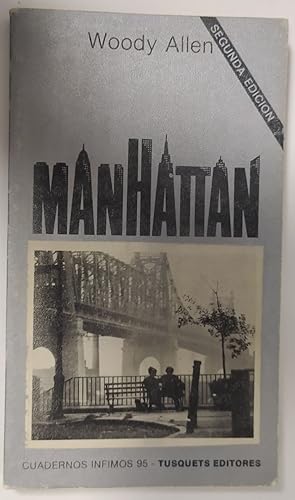 Woody Allen
SEGUNDA EDICION
MANHATTAN
CUADERNOS INFIMOS 95 - TUSQUETS EDITORES